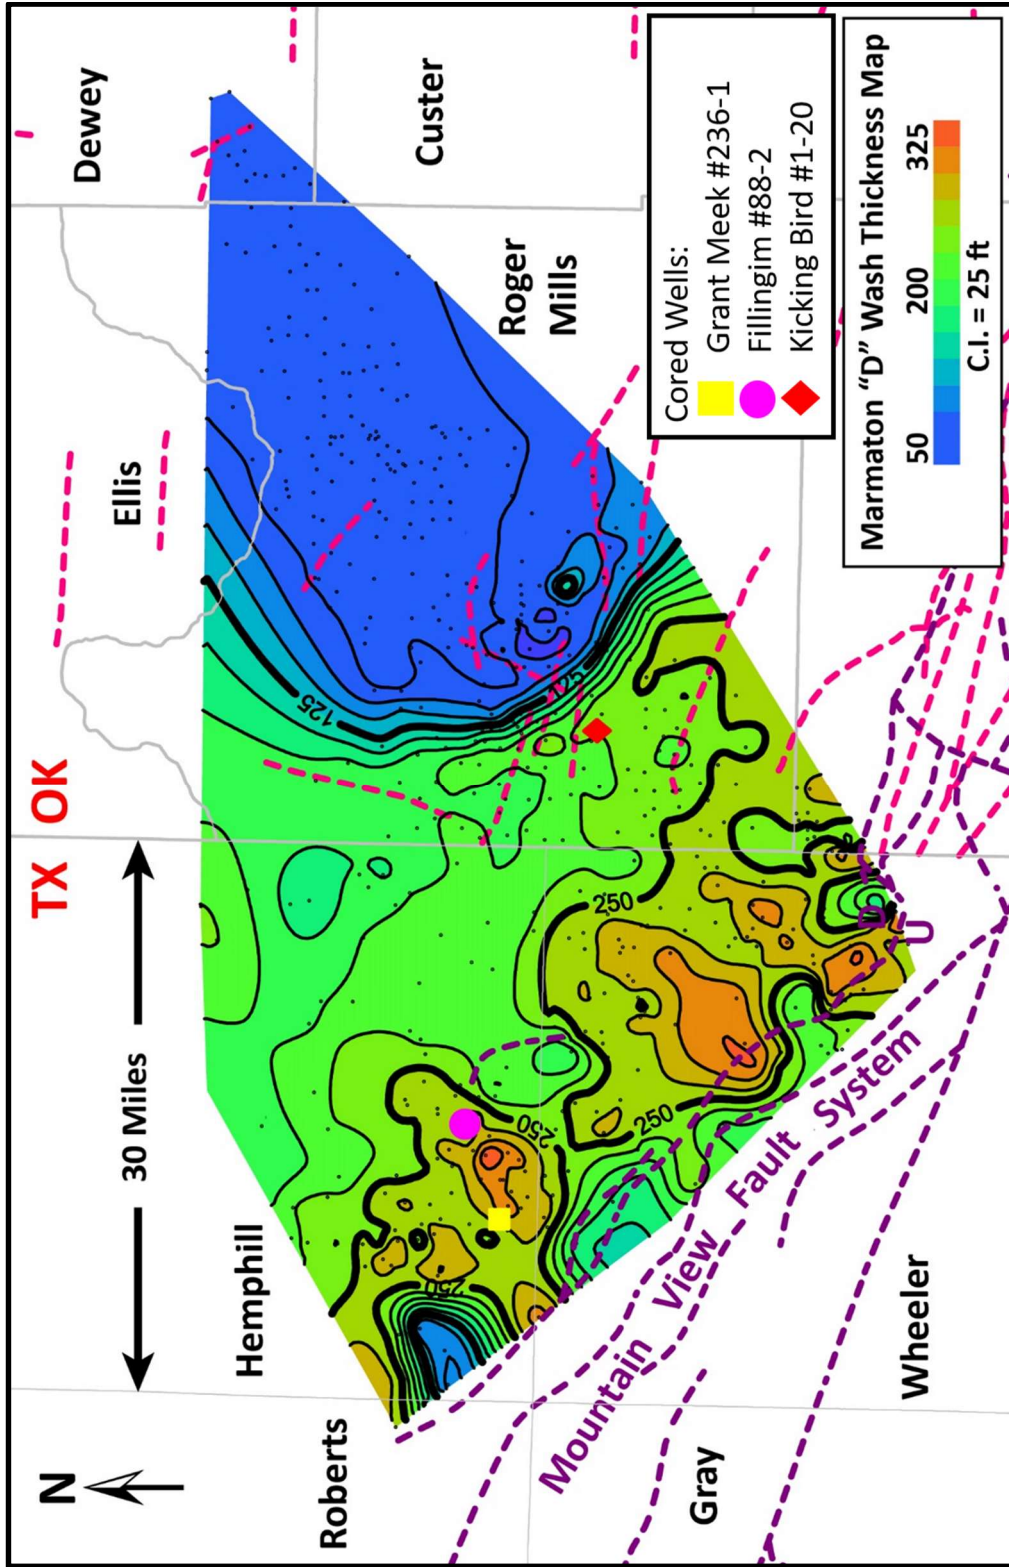 N
30 Miles
TX OK
Dewey
Ellis
Custer
Roger
Mills
Hemphill
Roberts
Gray
Wheeler
125
125
250
250
250
250
D
U
Mountain View Fault System
Cored Wells:
Grant Meek #236-1
Fillingim #88-2
Kicking Bird #1-20
Marmaton “D” Wash Thickness Map
50 200 325
C.I. = 25 ft